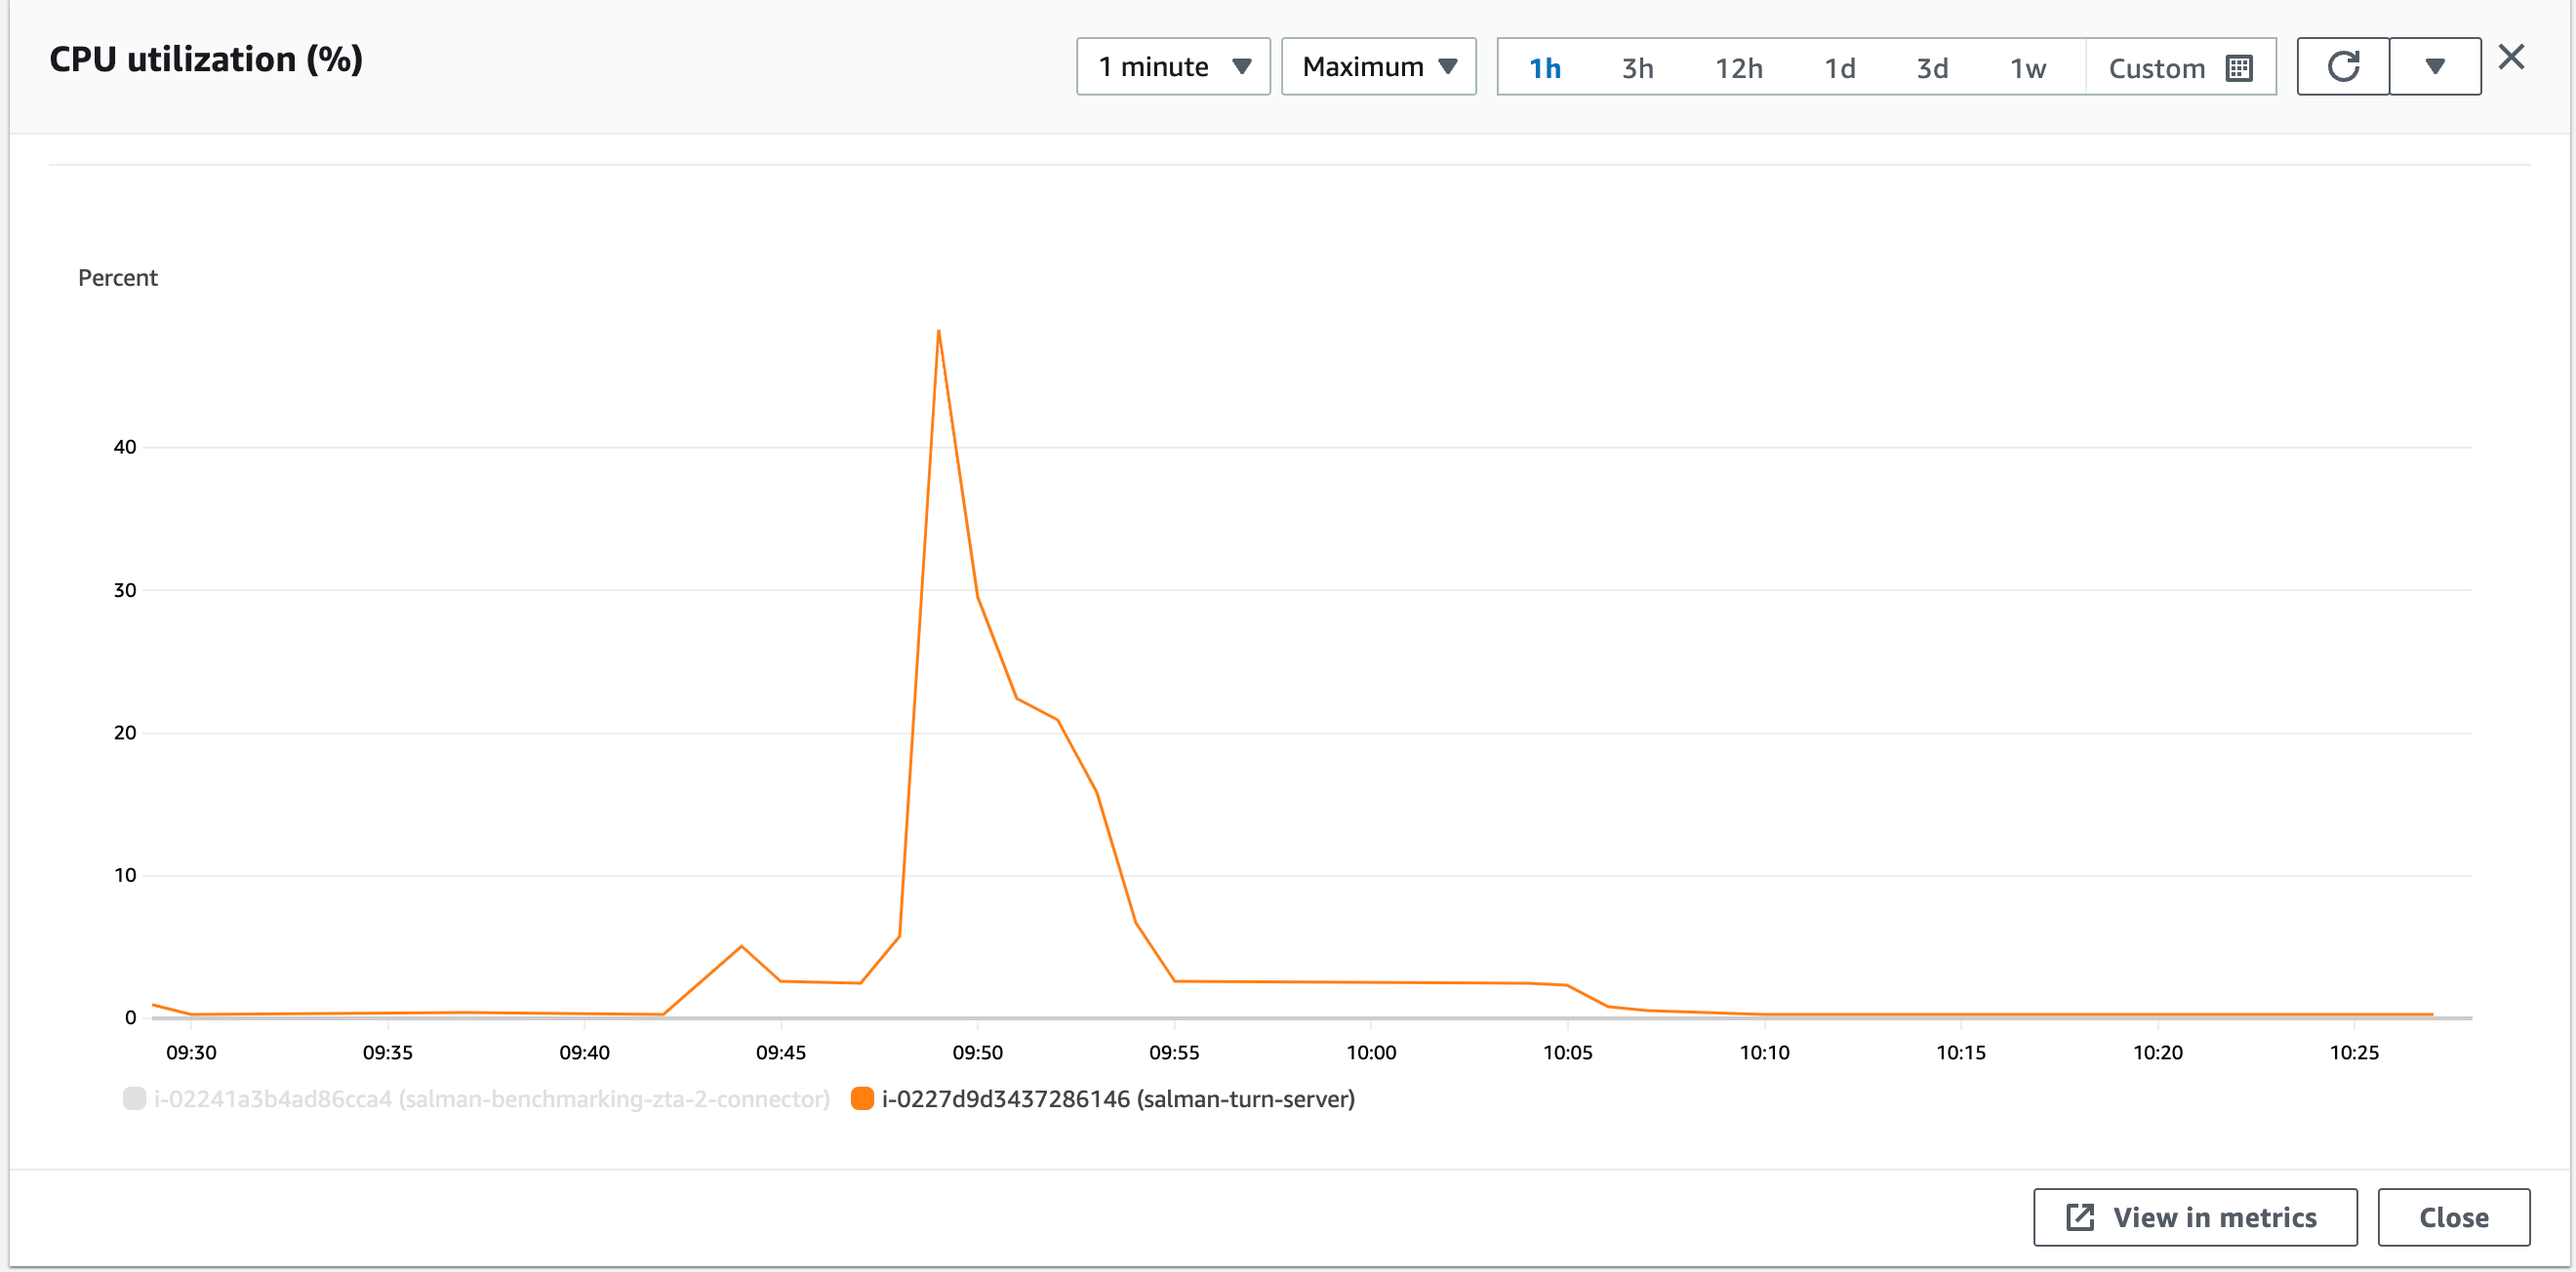 CPU utilization (%)
1 minute
Maximum
1h 3h 12h 1d 3d 1w Custom
Percent
40
30
20
10
0
09:30 09:35 09:40 09:45 09:50 09:55 10:00 10:05 10:10 10:15 10:20 10:25
i-02241a3b4ad86cca4 (salman-benchmarking-zta-2-connector) i-0227d9d3437286146 (salman-turn-server)
View in metrics
Close